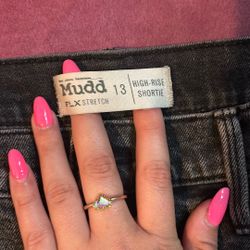 Mudd
FLX STRETCH
13
HIGH-RISE
SHORTIE